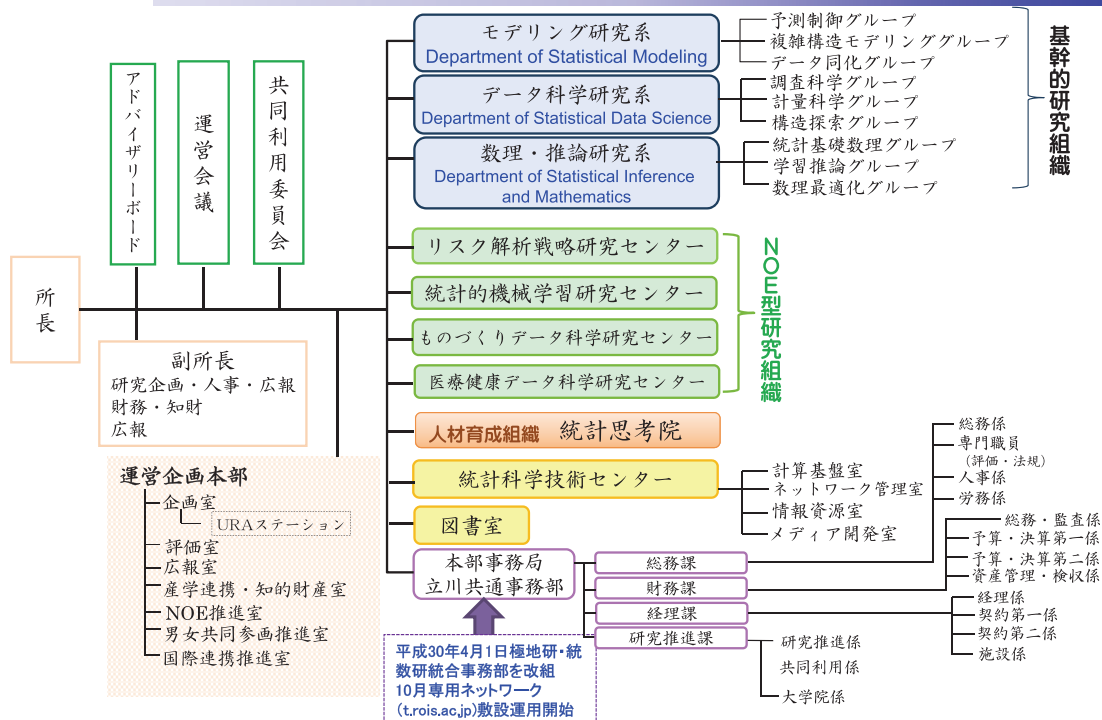 モデリング研究系
Department of Statistical Modeling
予測制御グループ
複雑構造モデリンググループ
データ同化グループ
データ科学研究系
Department of Statistical Data Science
調査科学グループ
計量科学グループ
構造探索グループ
数理・推論研究系
Department of Statistical Inference
and Mathematics
統計基礎数理グループ
学習推論グループ
数理最適化グループ
基幹的研究組織
アドバイザリーボード
運営会議
共同利用委員会
所長
副所長
研究企画・人事・広報
財務・知財
広報
リスク解析戦略研究センター
統計的機械学習研究センター
ものづくりデータ科学研究センター
医療健康データ科学研究センター
NOE型研究組織
人材育成組織 統計思考院
統計科学技術センター
計算基盤室
ネットワーク管理室
情報資源室
メディア開発室
図書室
本部事務局
立川共通事務部
総務課
財務課
経理課
研究推進課
総務係
専門職員
(評価・法規)
人事係
労務係
総務・監査係
予算・決算第一係
予算・決算第二係
資産管理・検収係
経理係
契約第一係
契約第二係
施設係
研究推進係
共同利用係
大学院係
運営企画本部
企画室
URAステーション
評価室
広報室
産学連携・知的財産室
NOE推進室
男女共同参画推進室
国際連携推進室
平成30年4月1日極地研・統
数研統合事務部を改組
10月専用ネットワーク
(t.rois.ac.jp)敷設運用開始